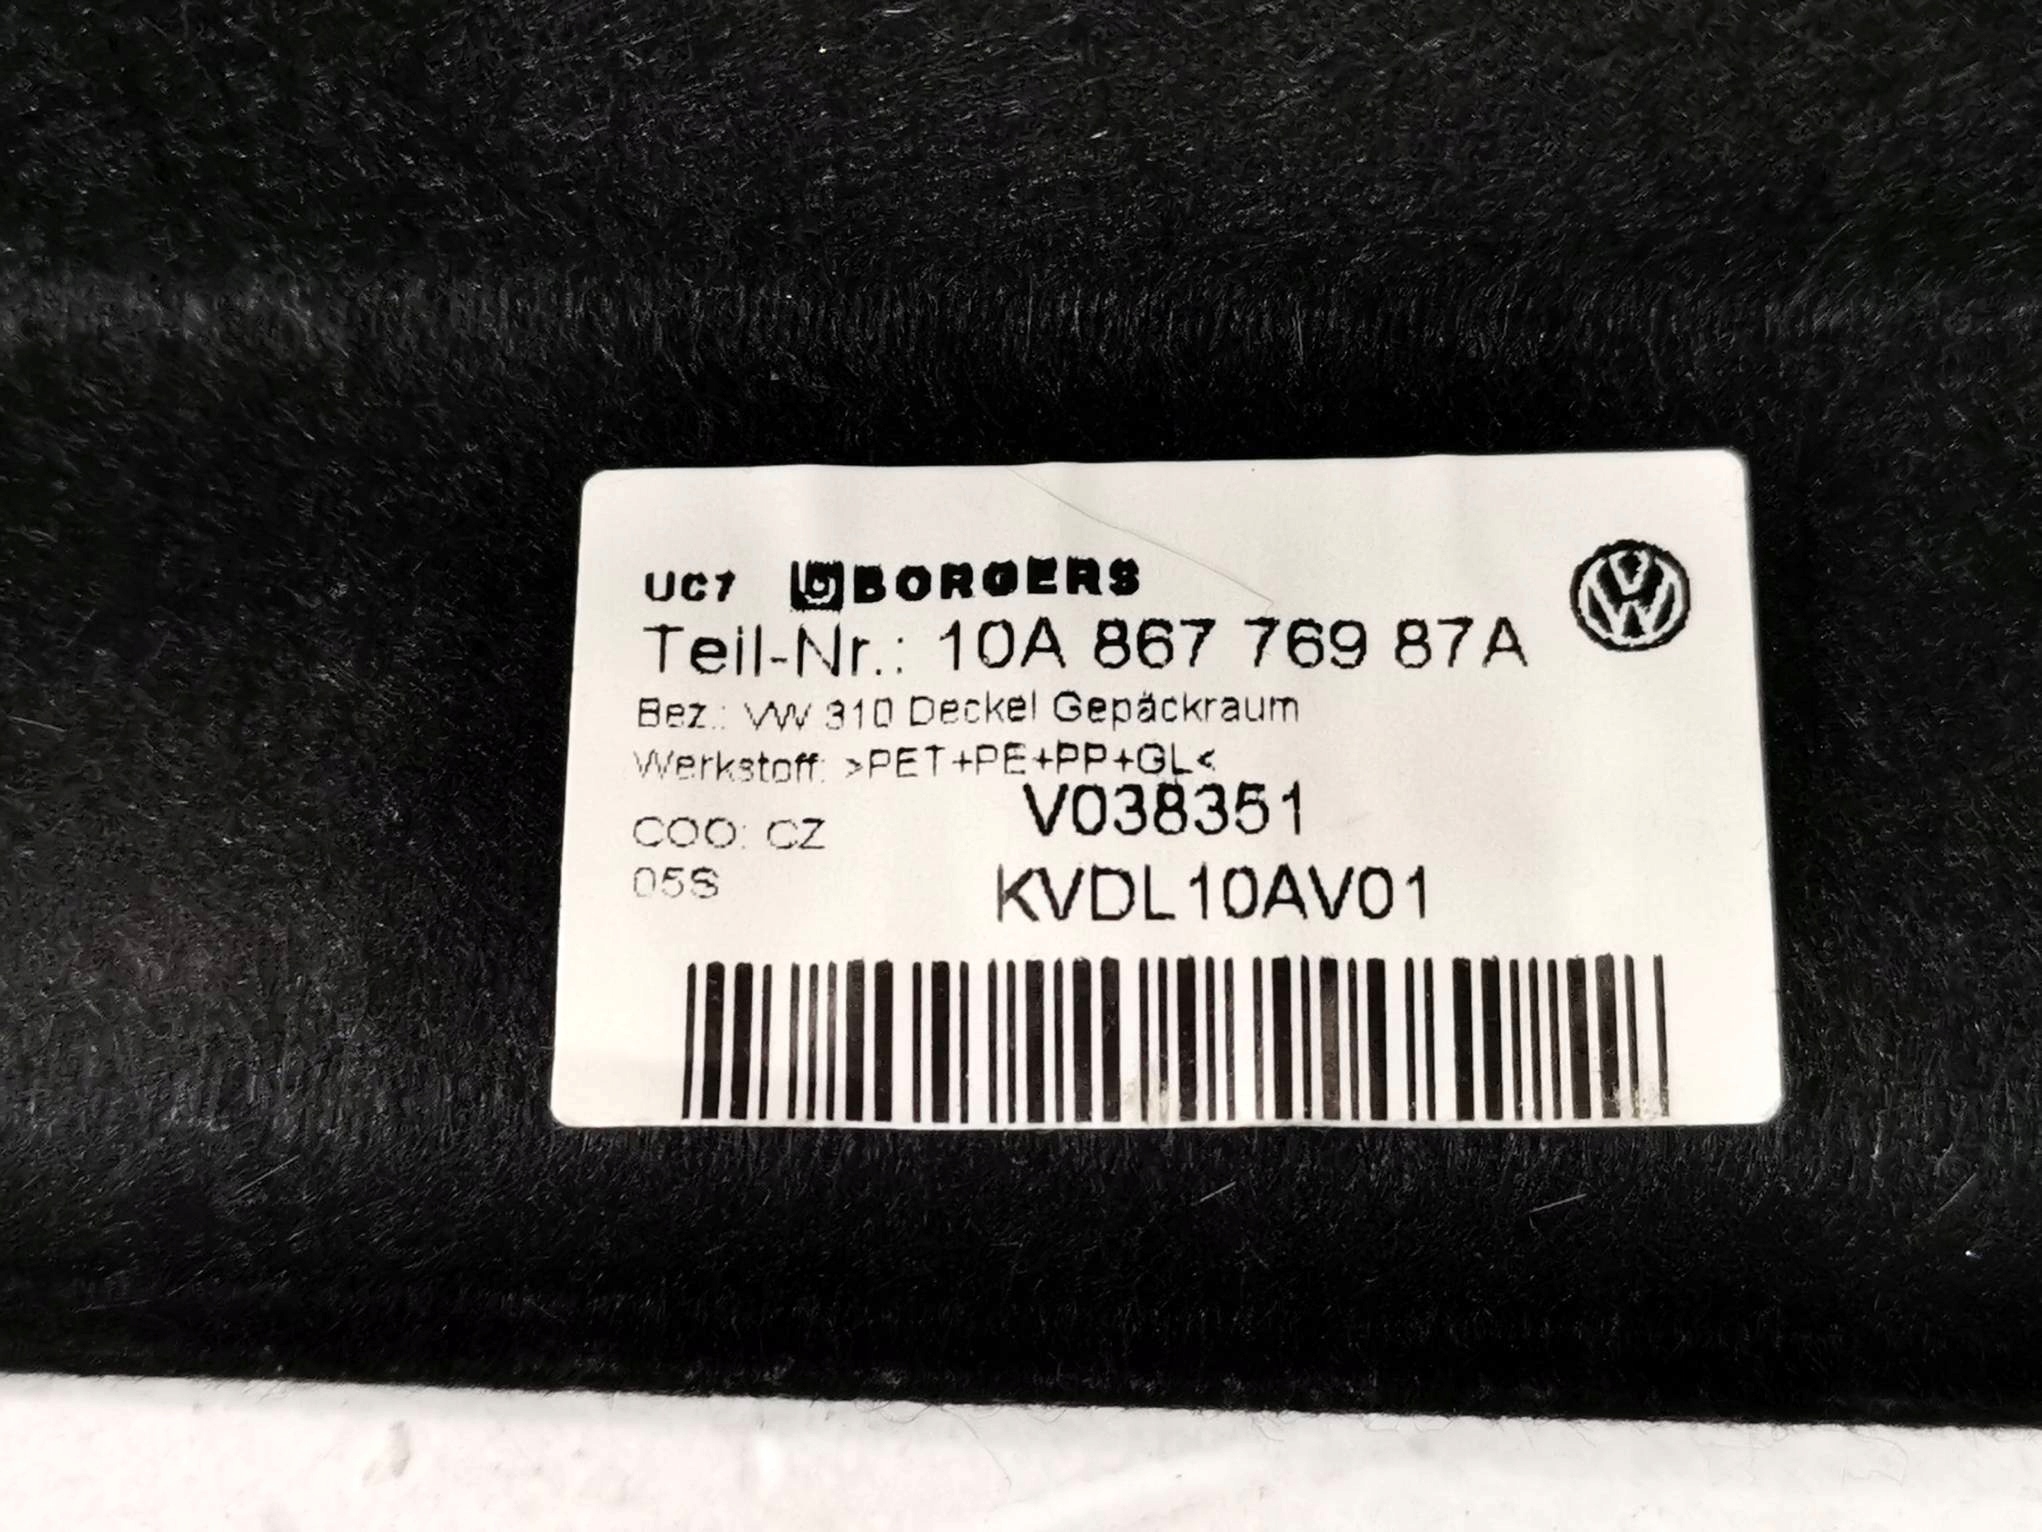 UC1 BORGERS
Teil-Nr.: 10A 867 769 87A
Bez.: VW 310 Deckel Gepäckraum
Werkstoff: >PET+PE+PP+GL<
V038351
COO: CZ
05S
KVDL10AV01